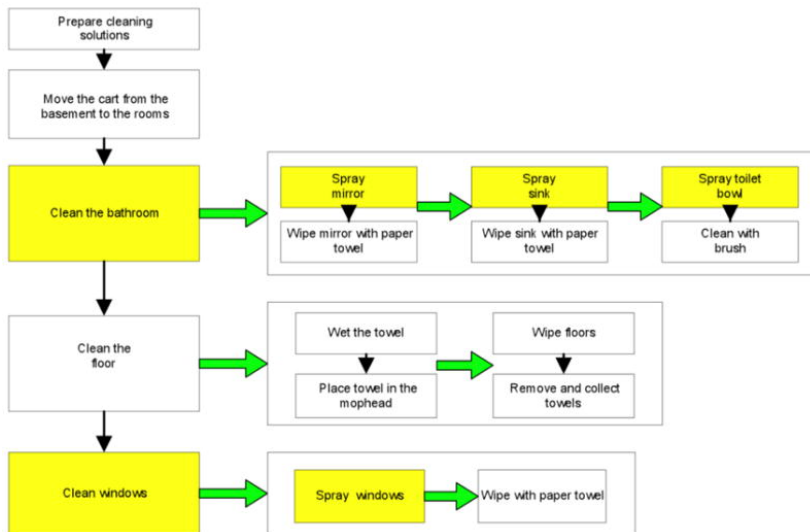 Prepare cleaning
solutions
Move the cart from the
basement to the rooms
Clean the bathroom
Spray
mirror
Wipe mirror with paper
towel
Spray
sink
Wipe sink with paper
towel
Spray toilet
bowl
Clean with
brush
Clean the
floor
Wet the towel
Place towel in the
mophead
Wipe floors
Remove and collect
towels
Clean windows
Spray windows
Wipe with paper towel